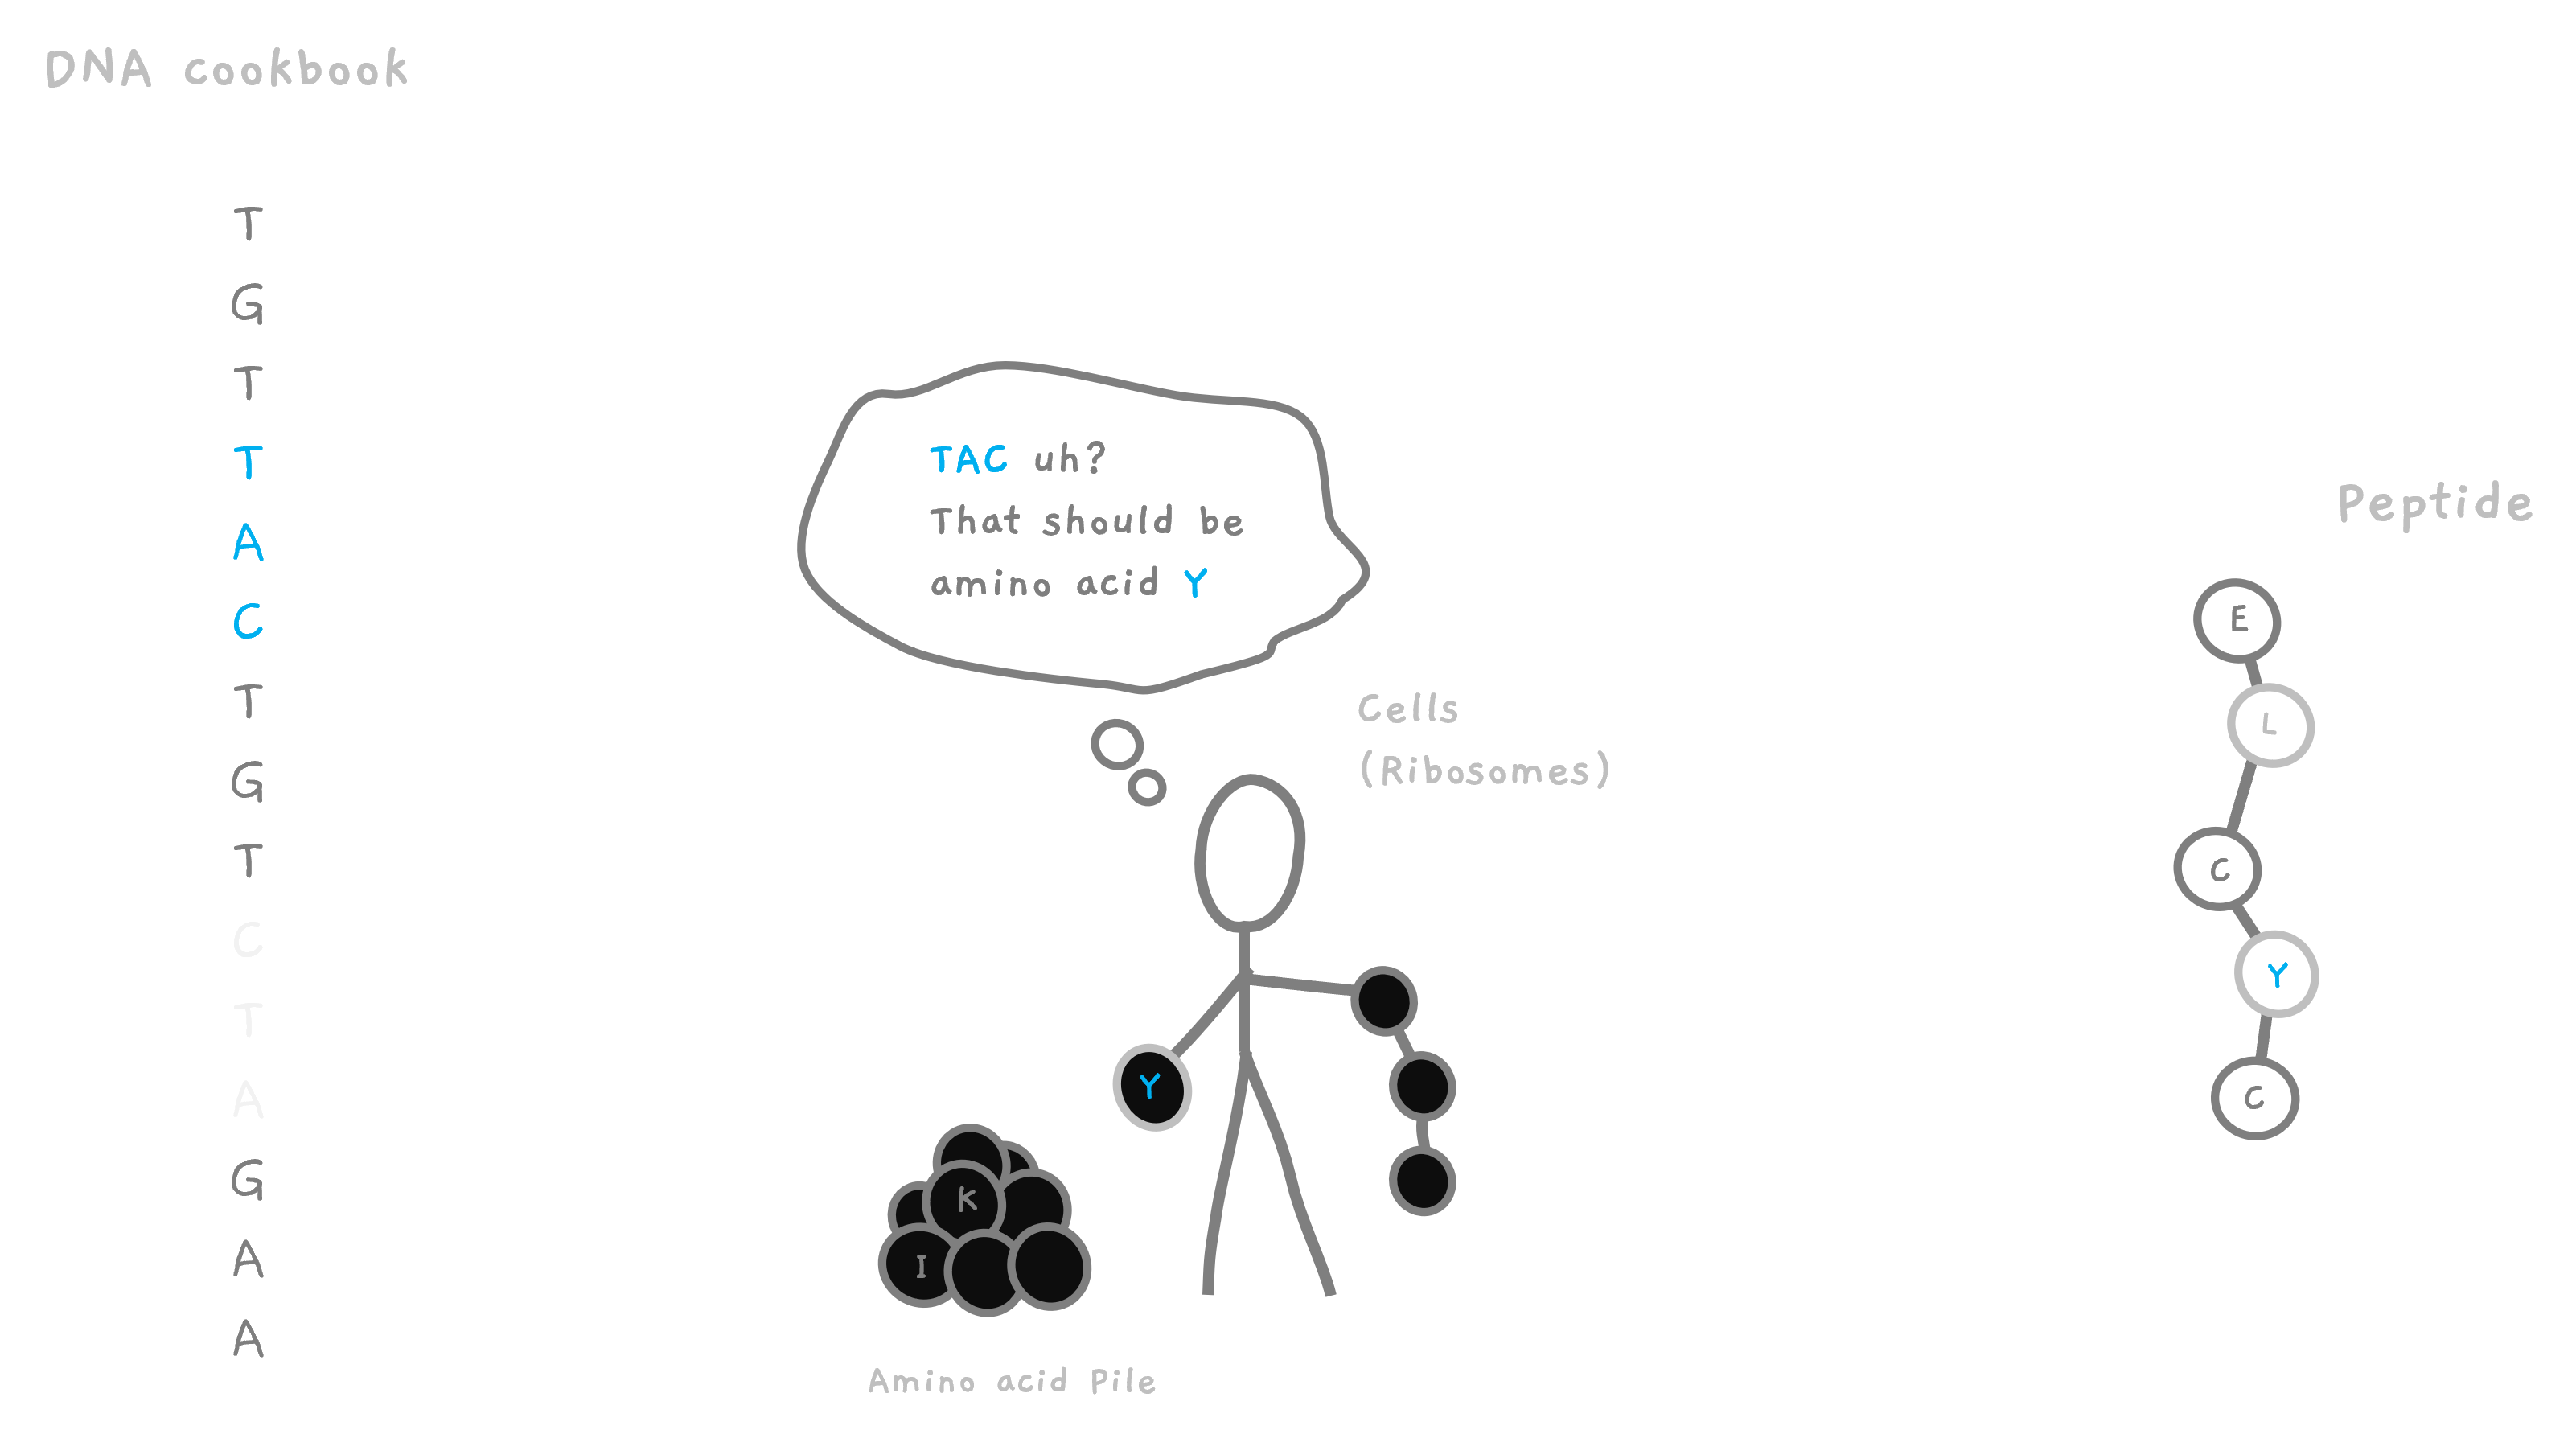 DNA cookbook
T
G
T
T
A
C
T
G
T
C
T
A
G
A
A
TAC uh?
That should be
amino acid Y
Cells
(Ribosomes)
Y
K
I
Amino acid Pile
Peptide
E
L
C
Y
C